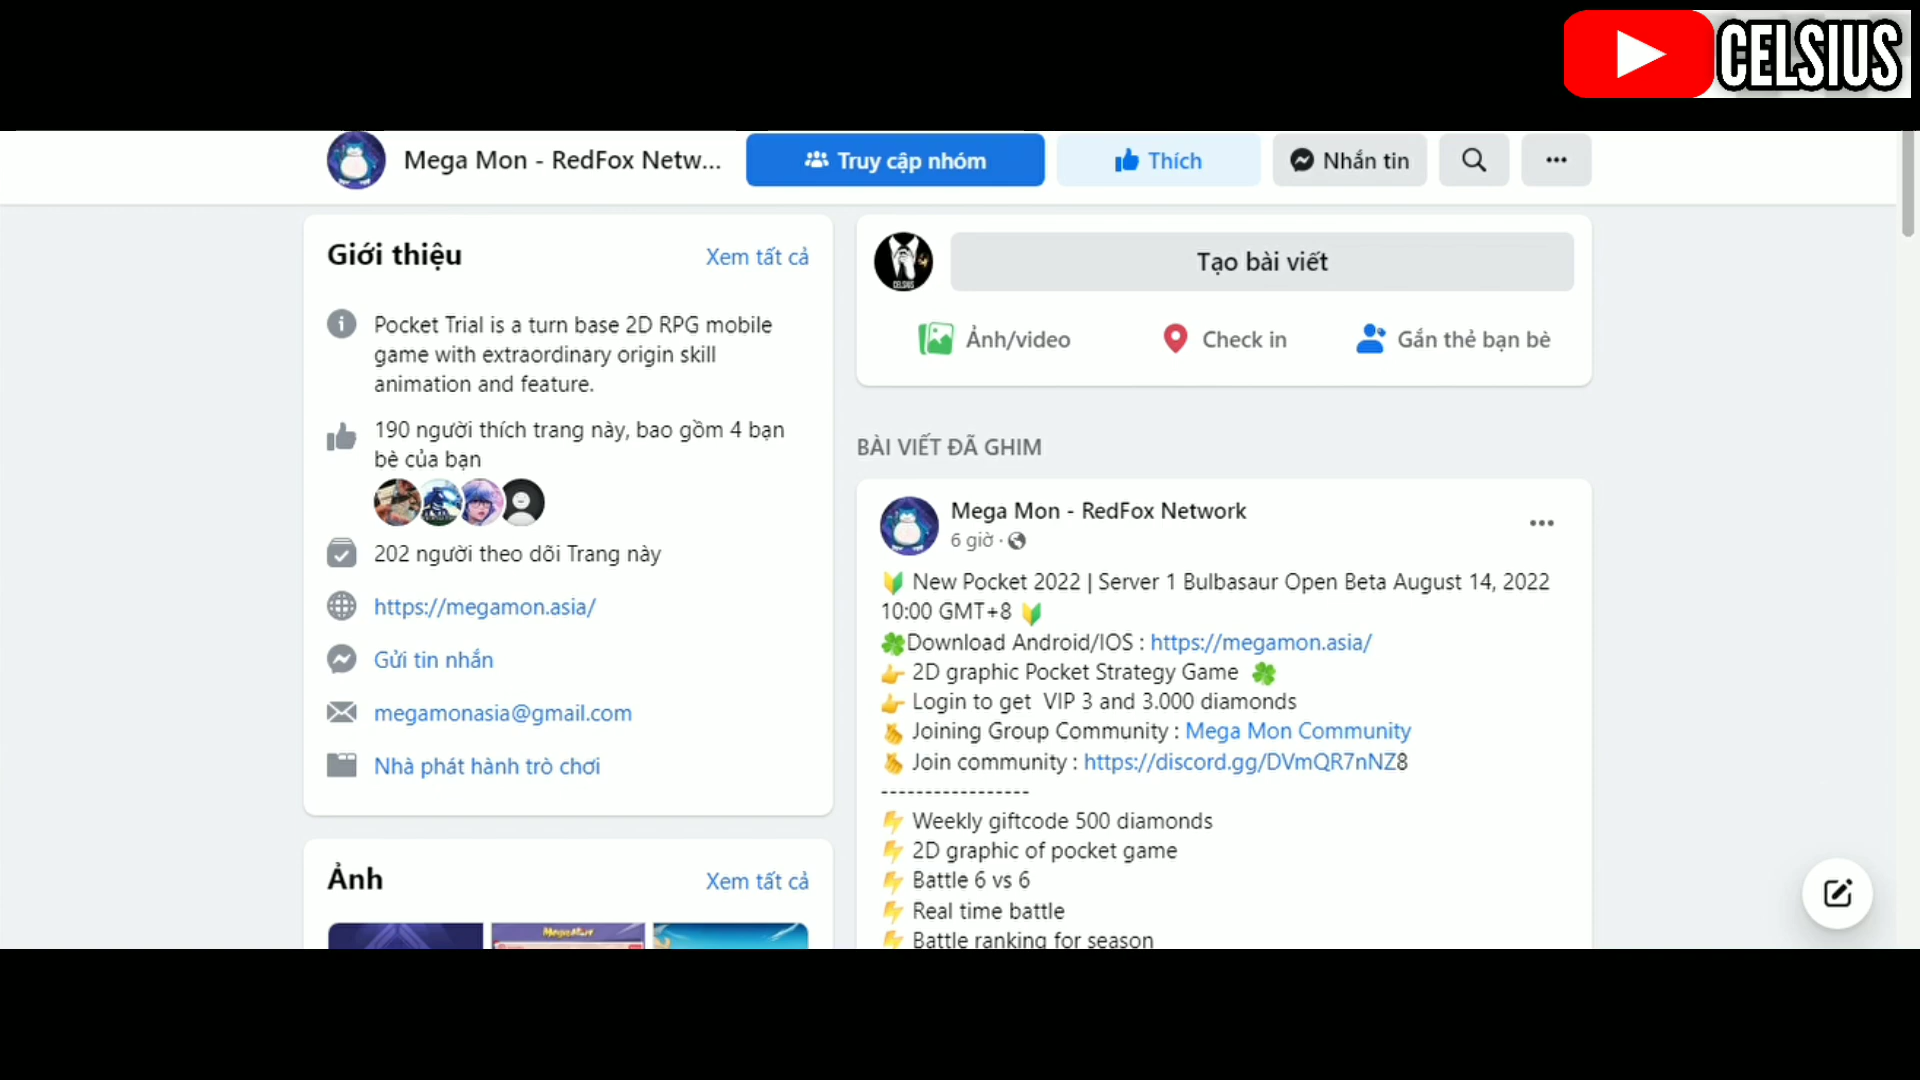 CELSIUS
Mega Mon - RedFox Netw...
Truy cập nhóm
Thích
Nhắn tin
Giới thiệu
Xem tất cả
Pocket Trial is a turn base 2D RPG mobile
game with extraordinary origin skill
animation and feature.
190 người thích trang này, bao gồm 4 bạn
bè của bạn
202 người theo dõi Trang này
https://megamon.asia/
Gửi tin nhắn
megamonasia@gmail.com
Nhà phát hành trò chơi
Ảnh
Xem tất cả
MegaMon
CELSIUS
Tạo bài viết
Ảnh/video
Check in
Gắn thẻ bạn bè
BÀI VIẾT ĐÃ GHIM
Mega Mon - RedFox Network
6 giờ ·
New Pocket 2022 | Server 1 Bulbasaur Open Beta August 14, 2022
10:00 GMT+8
Download Android/IOS : https://megamon.asia/
2D graphic Pocket Strategy Game
Login to get VIP 3 and 3.000 diamonds
Joining Group Community : Mega Mon Community
Join community : https://discord.gg/DVmQR7nNZ8
-----------------
Weekly giftcode 500 diamonds
2D graphic of pocket game
Battle 6 vs 6
Real time battle
Battle ranking for season